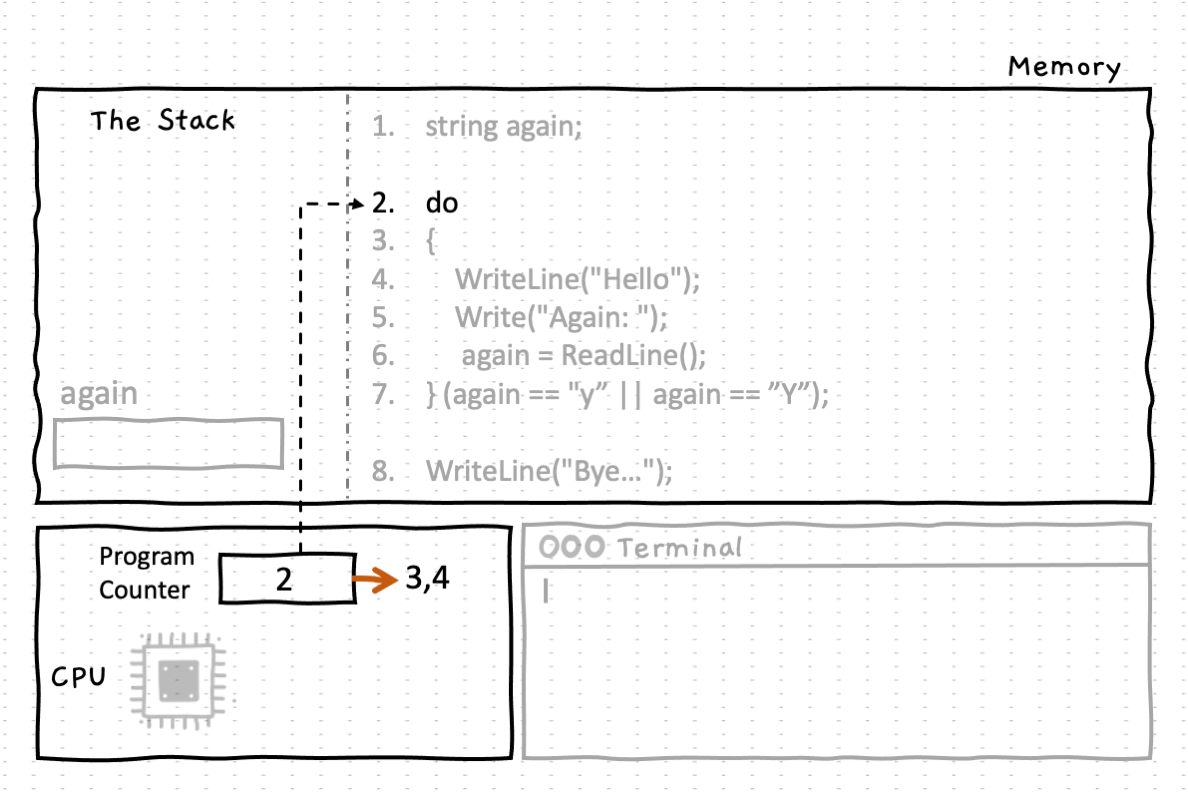 Memory
The Stack
1. string again;
2. do
3. {
4. WriteLine("Hello");
5. Write("Again: ");
6. again = ReadLine();
7. } (again == "y” || again == ”Y”);
8. WriteLine("Bye...");
again
Program
Counter
2
3,4
CPU
Terminal